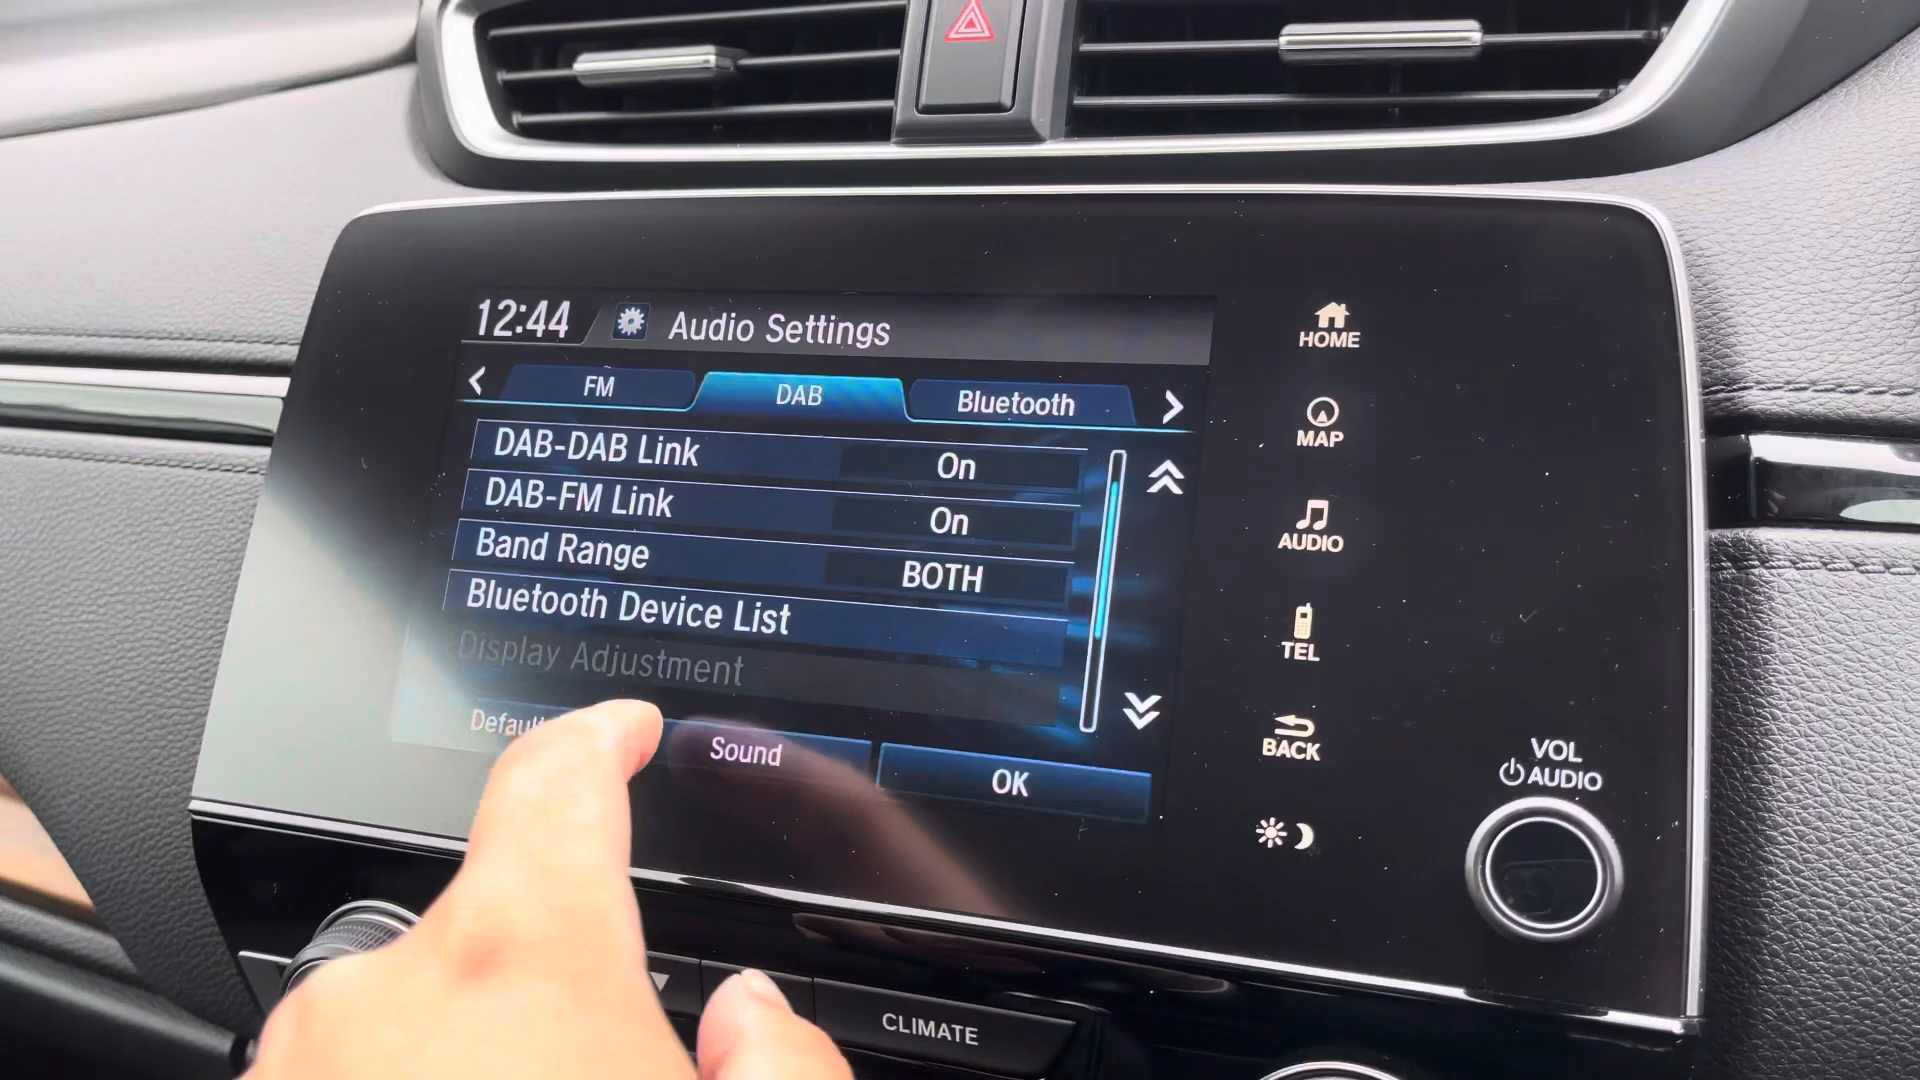 12:44 Audio Settings
FM DAB Bluetooth
DAB-DAB Link On
DAB-FM Link On
Band Range BOTH
Bluetooth Device List
Display Adjustment
Sound OK
HOME
MAP
AUDIO
TEL
BACK
VOL
AUDIO
CLIMATE